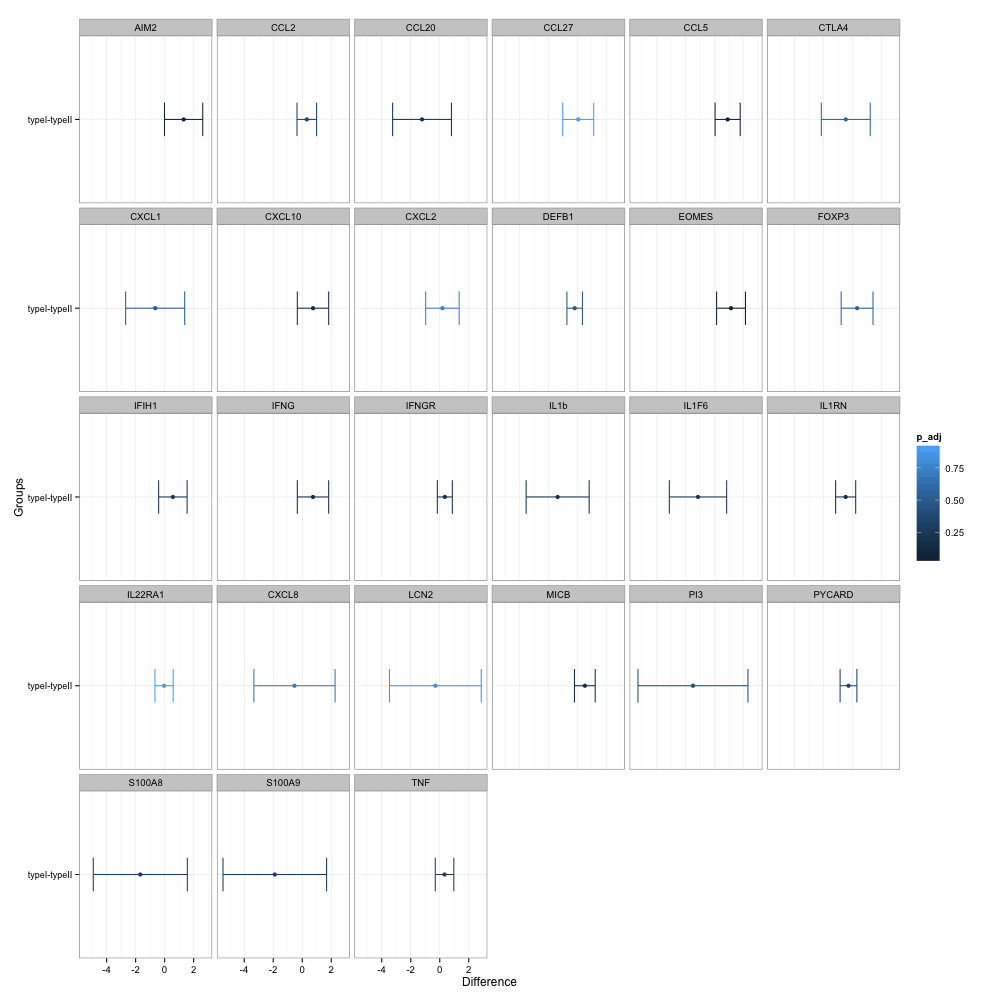 AIM2 CCL2 CCL20 CCL27 CCL5 CTLA4
typeI-typeII
CXCL1 CXCL10 CXCL2 DEFB1 EOMES FOXP3
typeI-typeII
IFIH1 IFNG IFNGR IL1b IL1F6 IL1RN
typeI-typeII
IL22RA1 CXCL8 LCN2 MICB PI3 PYCARD
typeI-typeII
S100A8 S100A9 TNF
typeI-typeII
-4 -2 0 2 -4 -2 0 2 -4 -2 0 2
Difference
Groups
p_adj
0.75
0.50
0.25